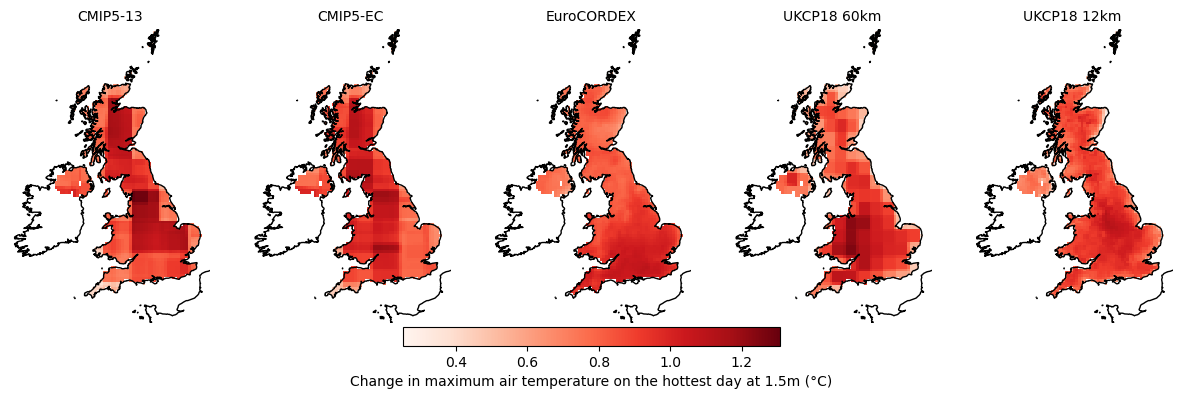 CMIP5-13 CMIP5-EC EuroCORDEX UKCP18 60km UKCP18 12km
0.4 0.6 0.8 1.0 1.2
Change in maximum air temperature on the hottest day at 1.5m (°C)